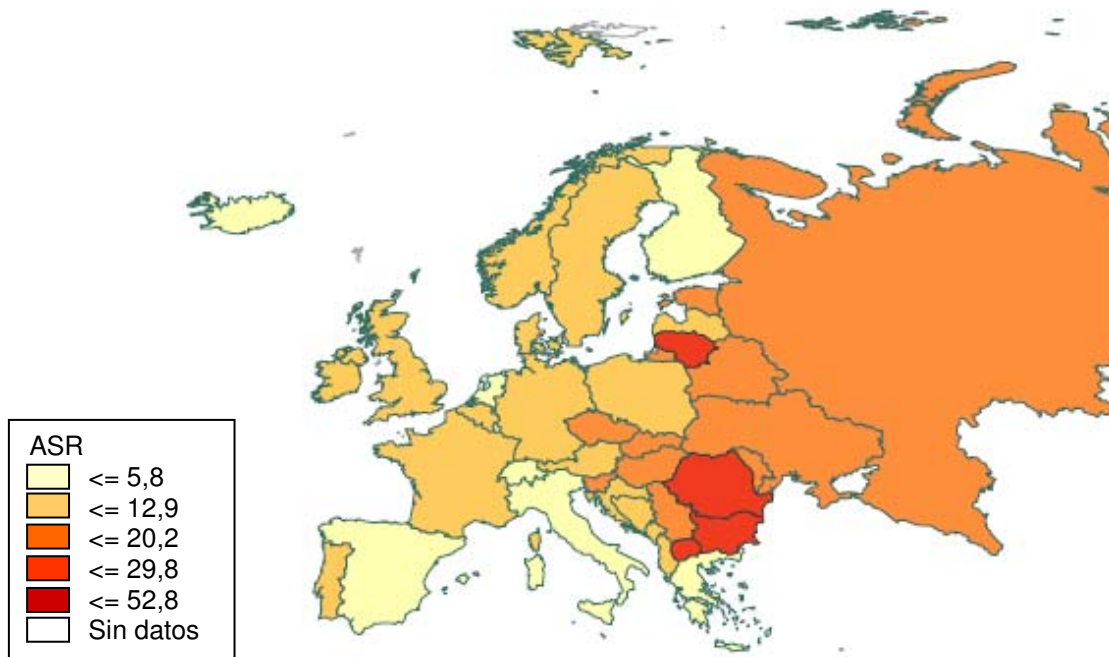 ASR
<= 5,8
<= 12,9
<= 20,2
<= 29,8
<= 52,8
Sin datos